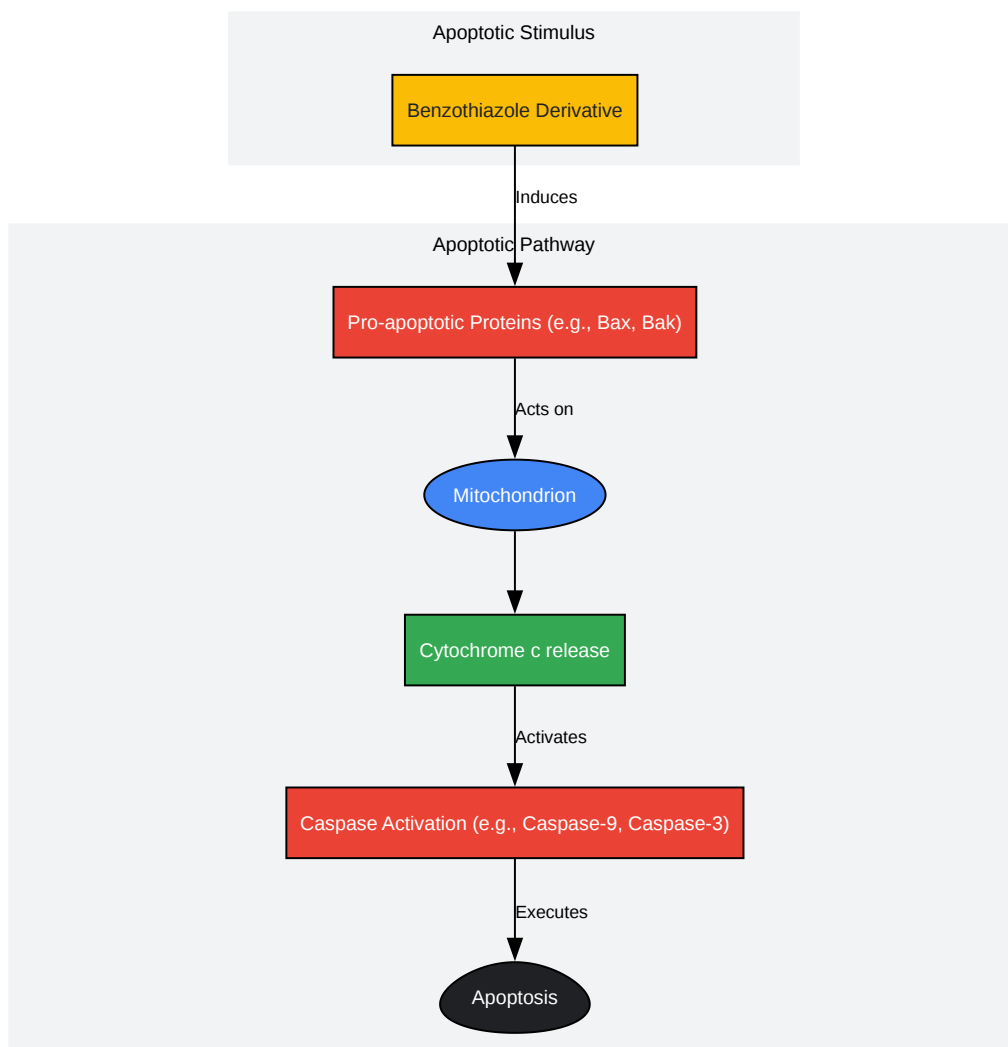 Apoptotic Stimulus
Benzothiazole Derivative
Induces
Apoptotic Pathway
Pro-apoptotic Proteins (e.g., Bax, Bak)
Acts on
Mitochondrion
Cytochrome c release
Activates
Caspase Activation (e.g., Caspase-9, Caspase-3)
Executes
Apoptosis